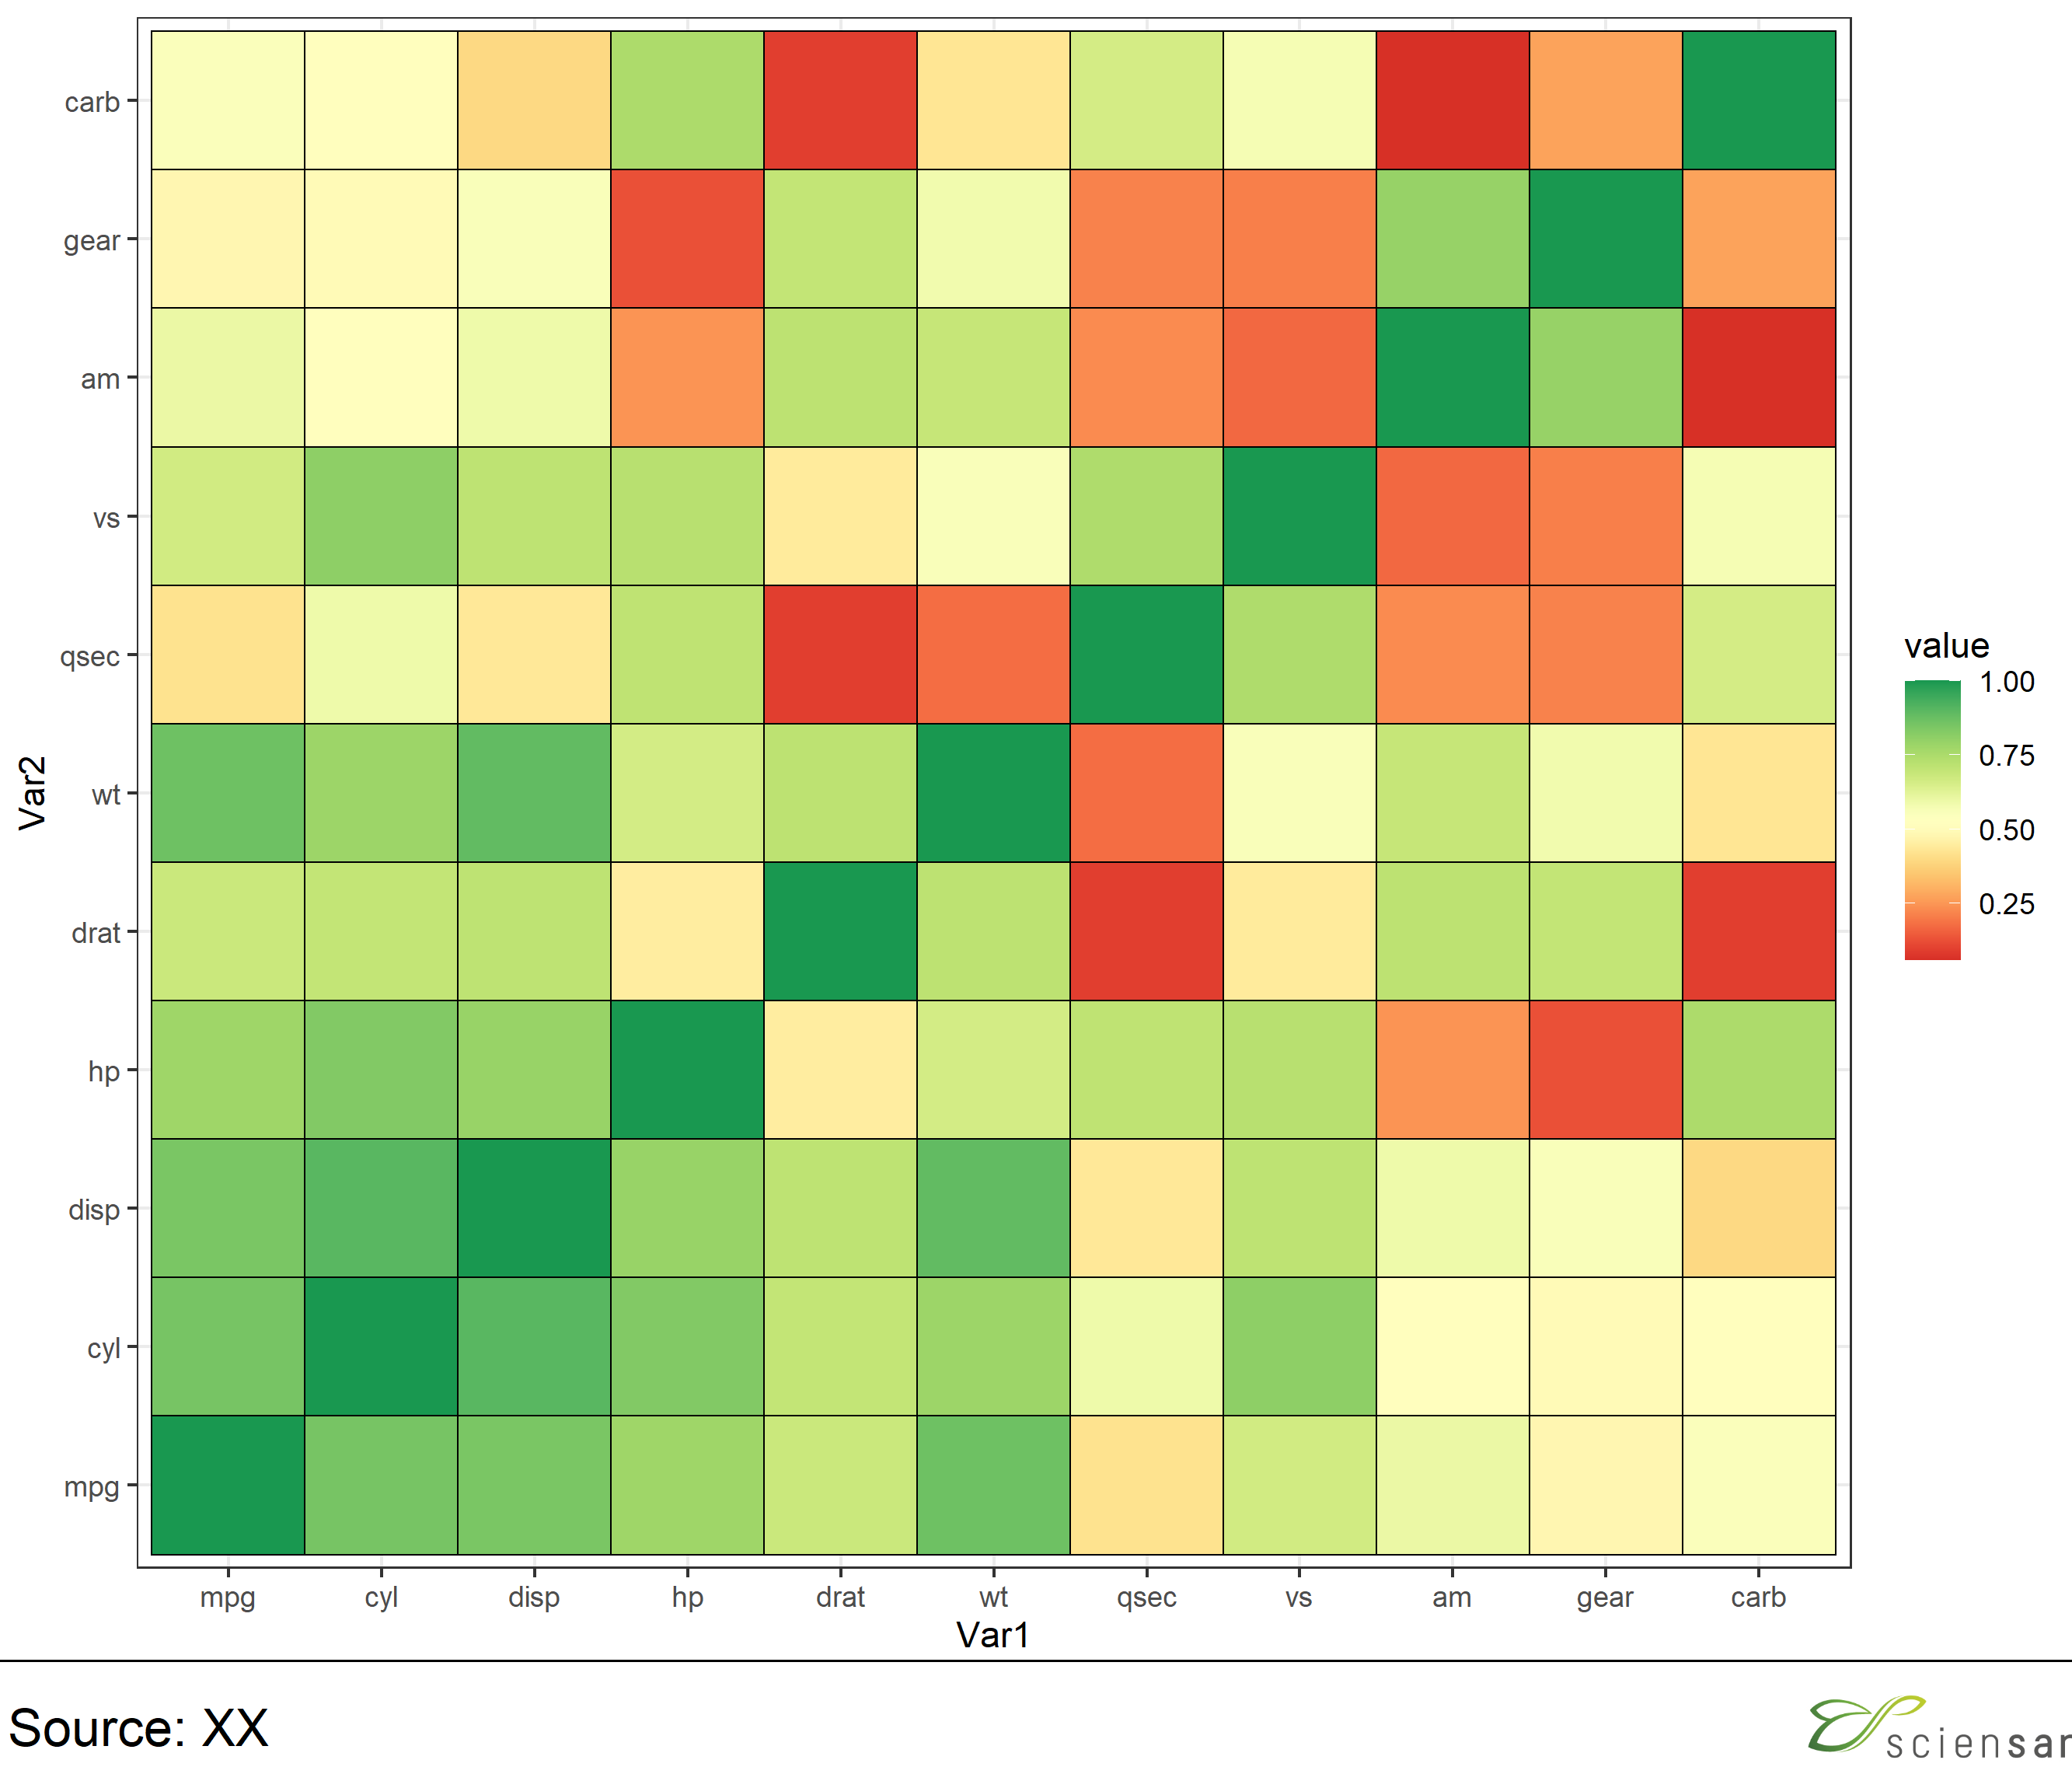 carb
gear
am
vs
qsec
wt
drat
hp
disp
cyl
mpg
Var2
mpg cyl disp hp drat wt qsec vs am gear carb
Var1
value
1.00
0.75
0.50
0.25
Source: XX
sciensan